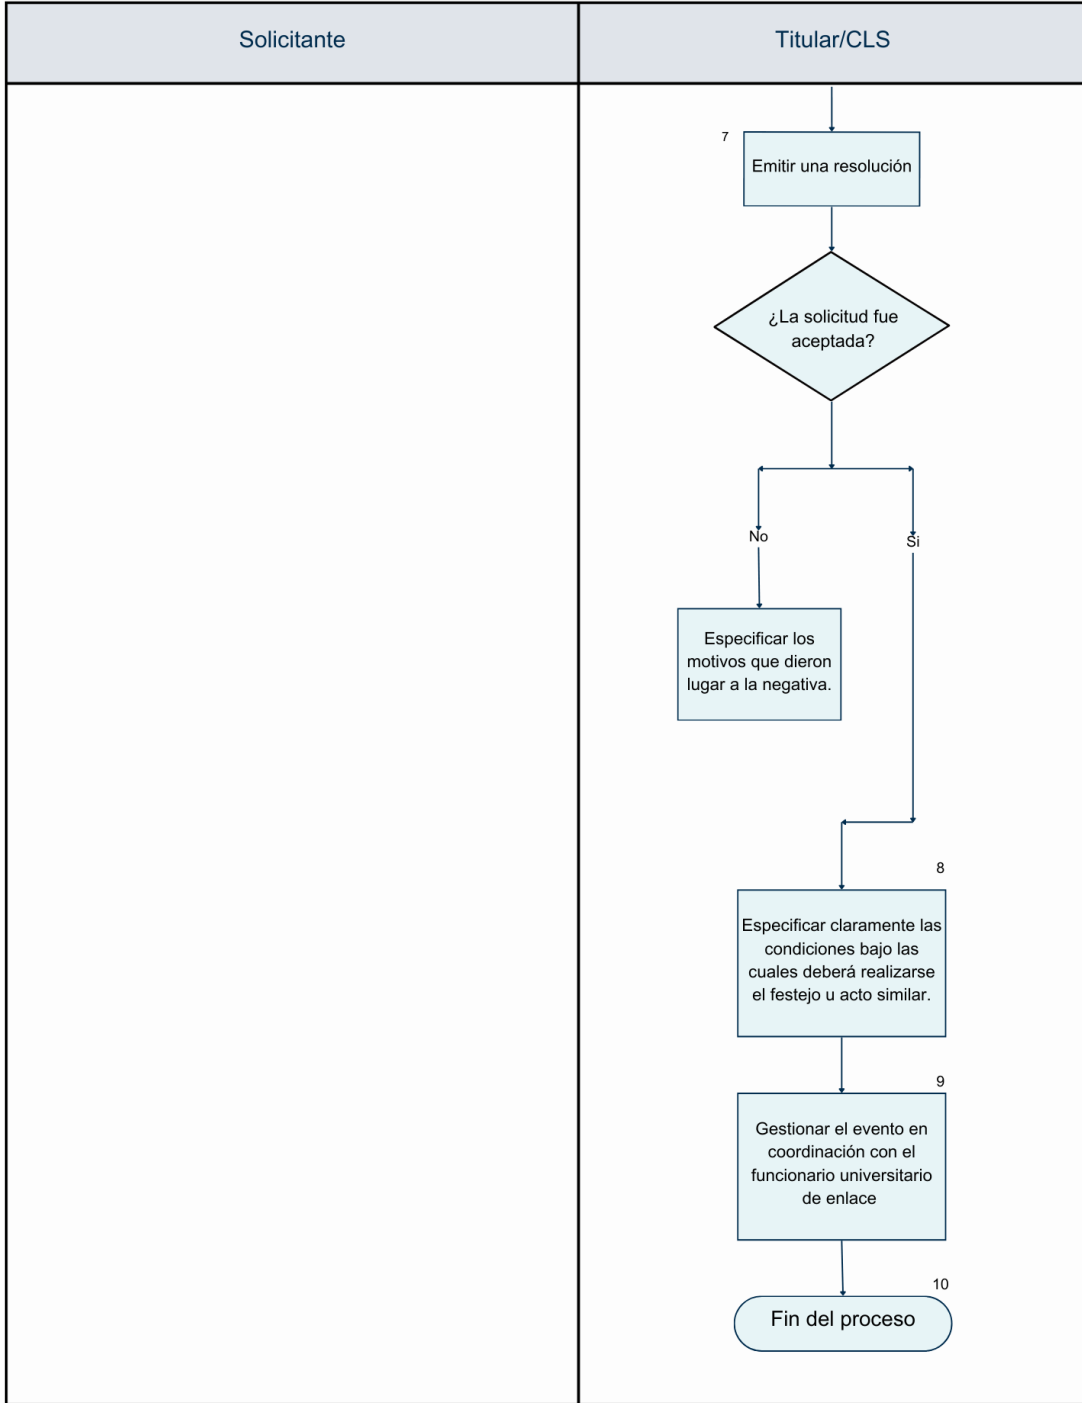 Solicitante
Titular/CLS
7
Emitir una resolución
¿La solicitud fue
aceptada?
No
Si
Especificar los
motivos que dieron
lugar a la negativa.
8
Especificar claramente las
condiciones bajo las
cuales deberá realizarse
el festejo u acto similar.
9
Gestionar el evento en
coordinación con el
funcionario universitario
de enlace
10
Fin del proceso